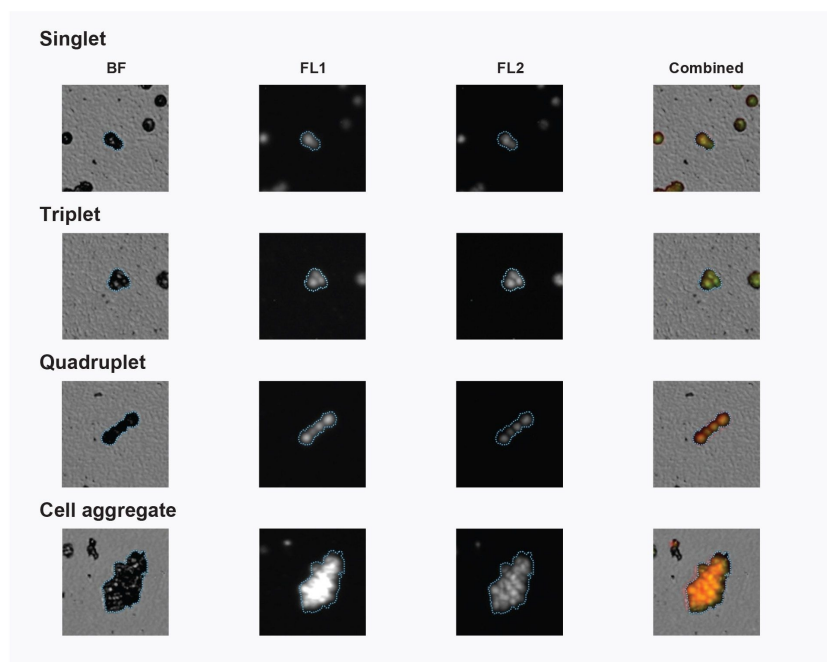 Singlet
BF FL1 FL2 Combined
Triplet
Quadruplet
Cell aggregate